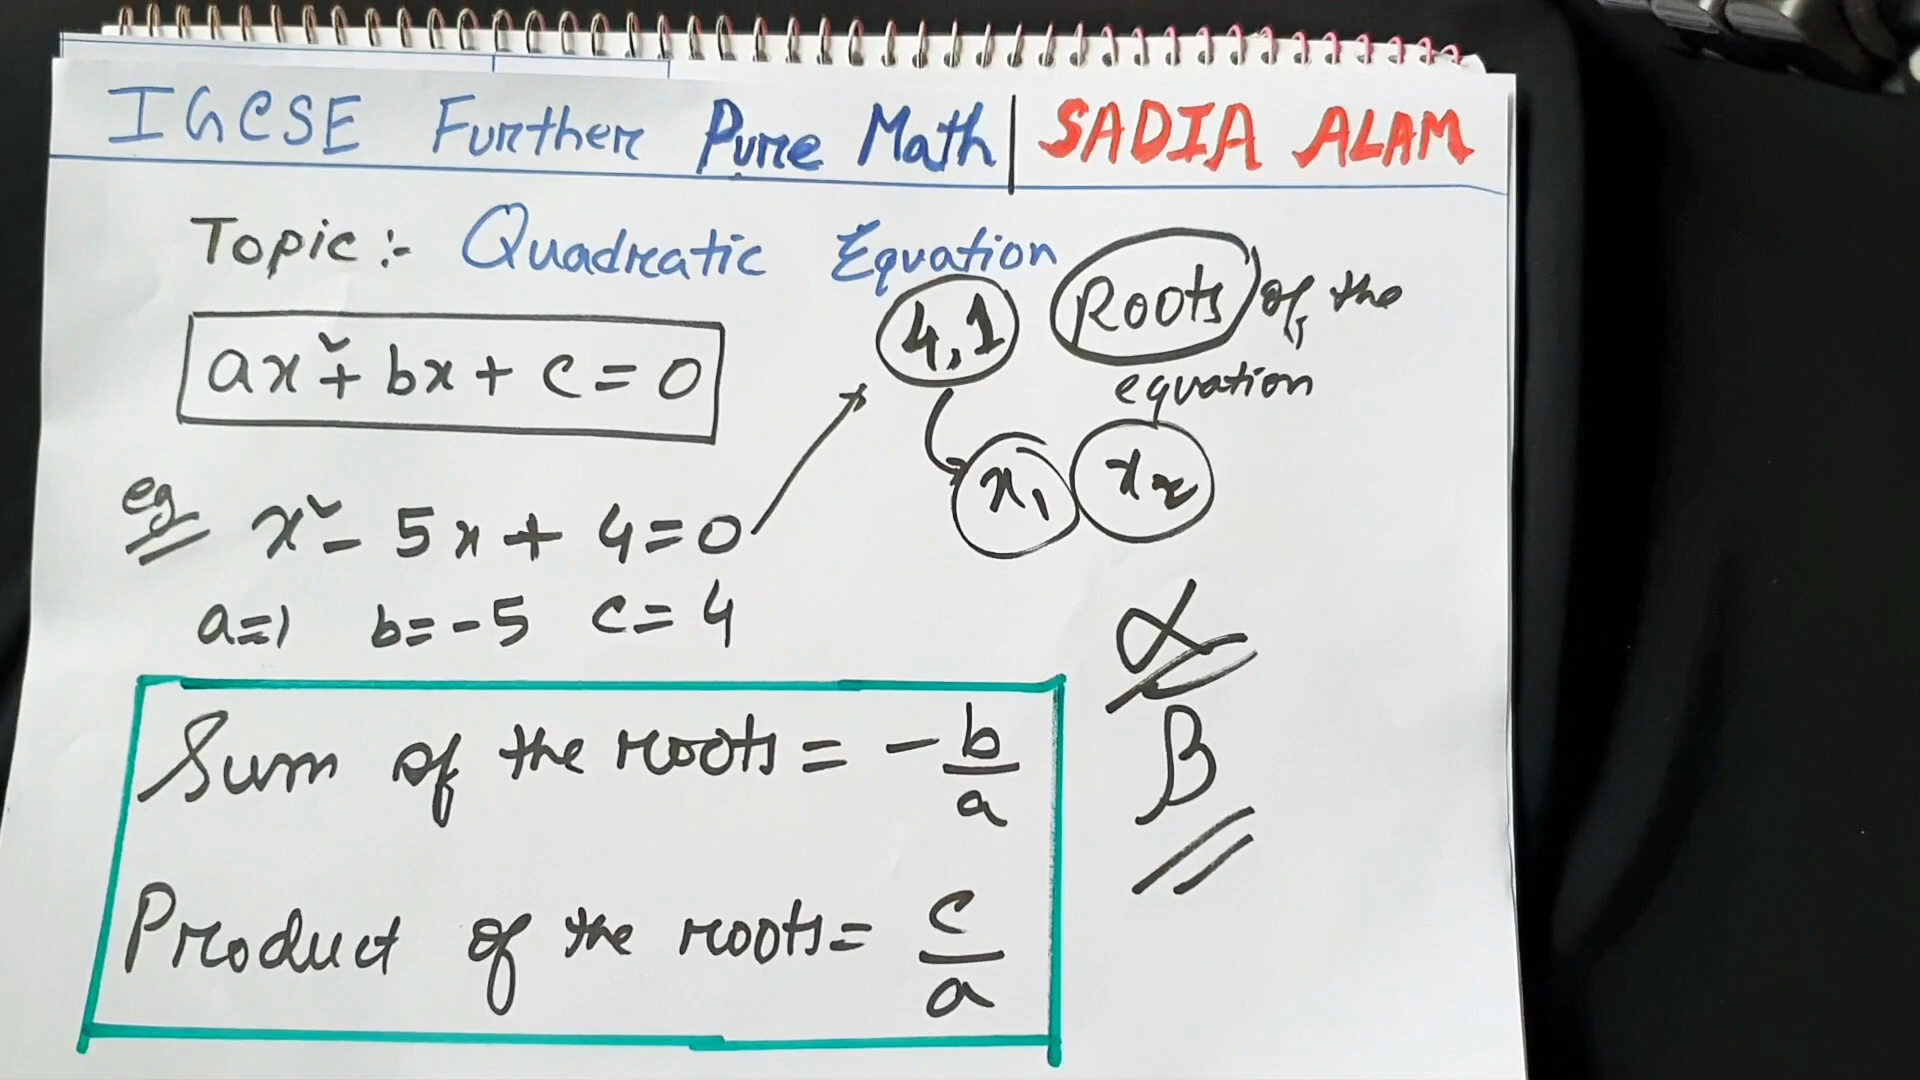 IGCSE Further Pure Math | SADIA ALAM
Topic :- Quadratic Equation
ax² + bx + c = 0
4, 1
Roots of the
equation
x₁ x₂
eg x² - 5x + 4 = 0
a=1 b=-5 c=4
α
β
Sum of the roots = - b/a
Product of the roots = c/a